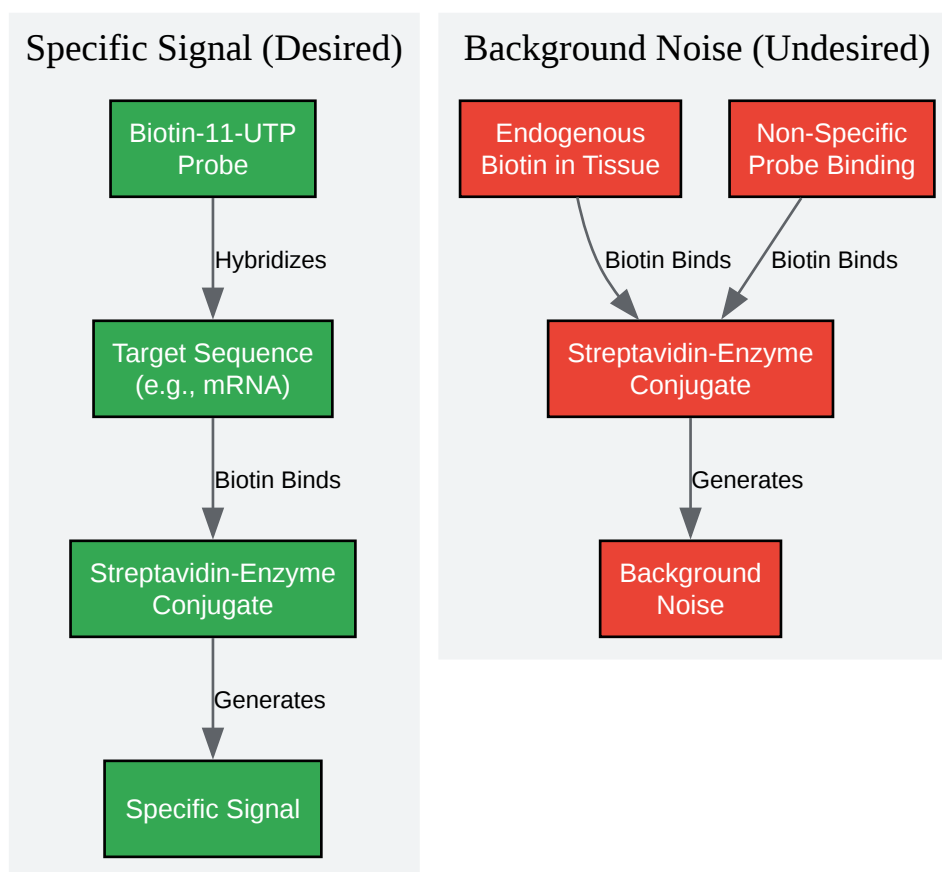 Specific Signal (Desired)
Biotin-11-UTP
Probe
Hybridizes
Target Sequence
(e.g., mRNA)
Biotin Binds
Streptavidin-Enzyme
Conjugate
Generates
Specific Signal
Background Noise (Undesired)
Endogenous
Biotin in Tissue
Non-Specific
Probe Binding
Biotin Binds
Biotin Binds
Streptavidin-Enzyme
Conjugate
Generates
Background
Noise